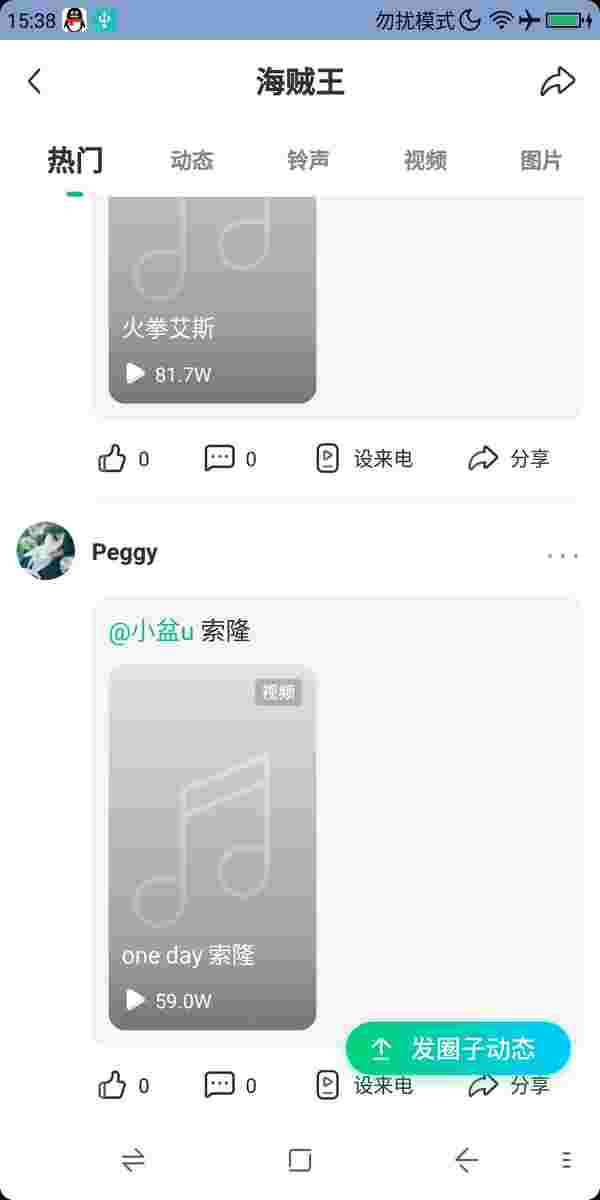 15:38 勿扰模式
海贼王
热门 动态 铃声 视频 图片
火拳艾斯
81.7W
0 0 设来电 分享
Peggy
@小盆u 索隆
视频
one day 索隆
59.0W
发圈子动态
0 0 设来电 分享